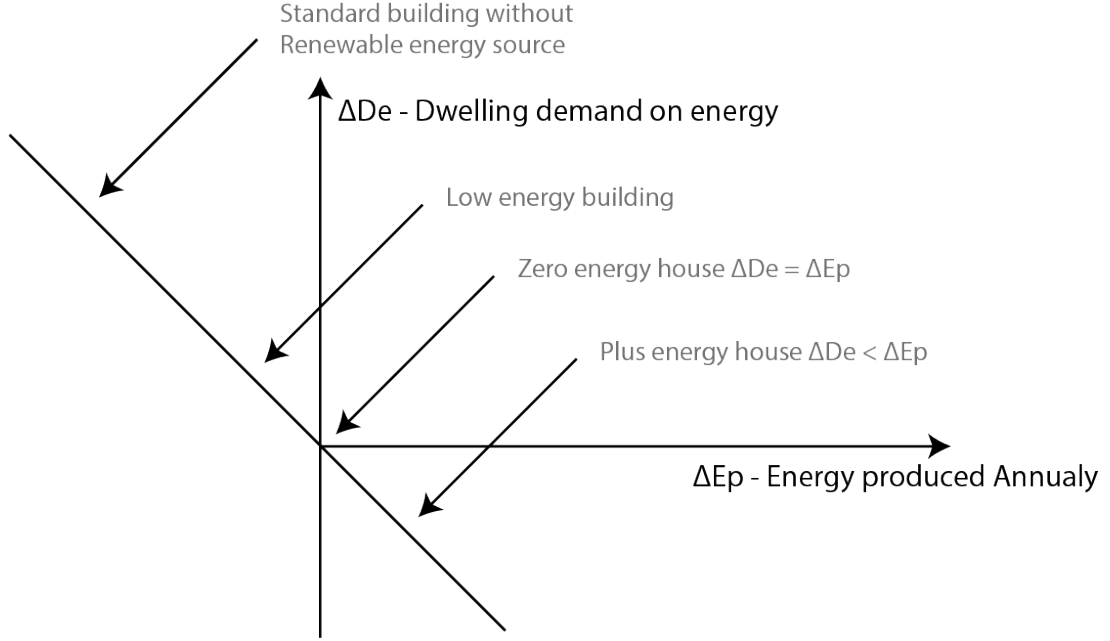 Standard building without
Renewable energy source
ΔDe - Dwelling demand on energy
Low energy building
Zero energy house ΔDe = ΔEp
Plus energy house ΔDe < ΔEp
ΔEp - Energy produced Annualy